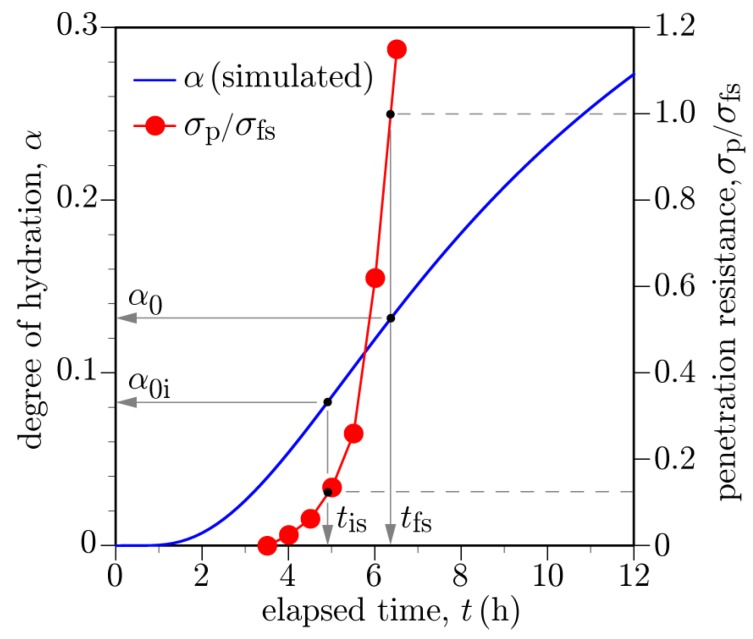 0.3
0.2
0.1
0
degree of hydration, α
α (simulated)
σp/σfs
α0
α0i
tis
tfs
1.2
1.0
0.8
0.6
0.4
0.2
0
penetration resistance, σp/σfs
0 2 4 6 8 10 12
elapsed time, t (h)